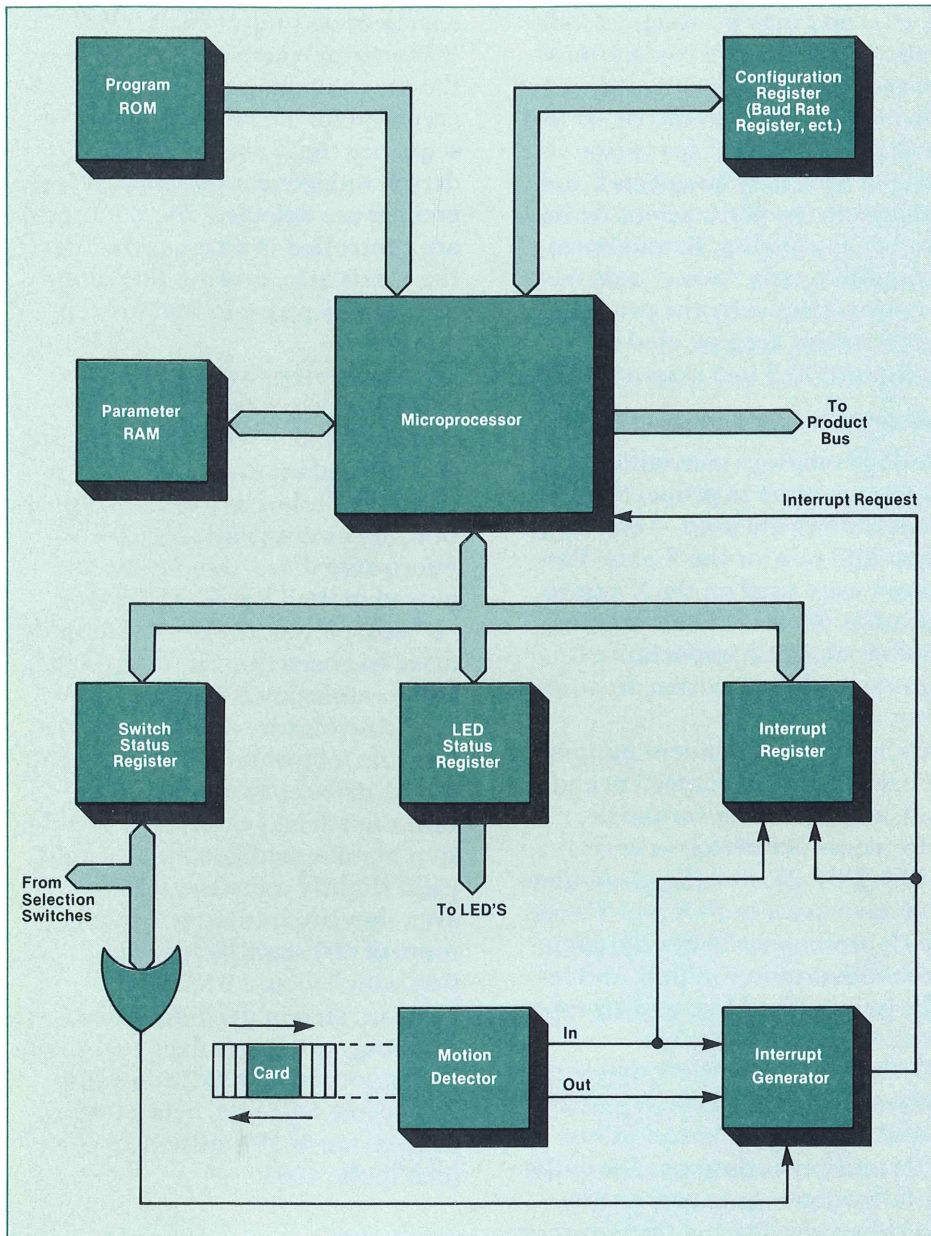 Program
ROM
Configuration
Register
(Baud Rate
Register, ect.)
Parameter
RAM
Microprocessor
To
Product
Bus
Interrupt Request
Switch
Status
Register
LED
Status
Register
Interrupt
Register
From
Selection
Switches
To LED'S
Card
Motion
Detector
In
Out
Interrupt
Generator